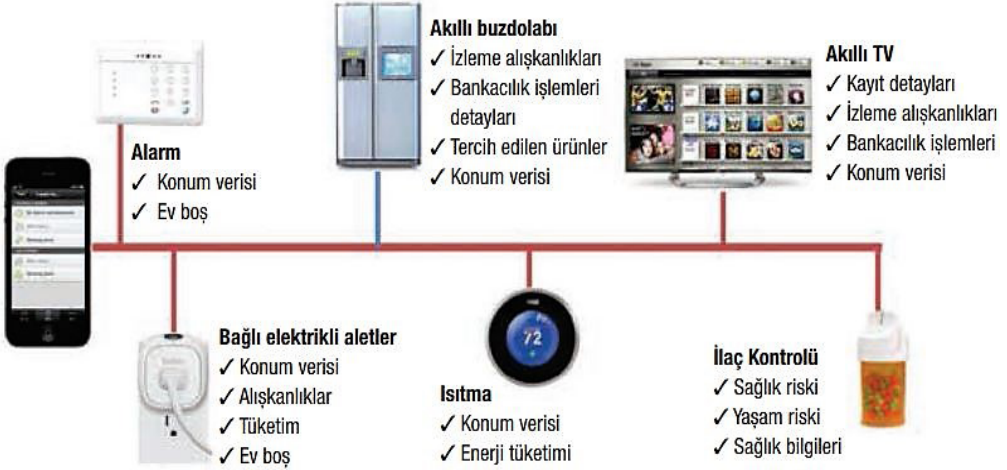 Akıllı buzdolabı
✓ İzleme alışkanlıkları
✓ Bankacılık işlemleri
detayları
✓ Tercih edilen ürünler
✓ Konum verisi
Akıllı TV
✓ Kayıt detayları
✓ İzleme alışkanlıkları
✓ Bankacılık işlemleri
✓ Konum verisi
Alarm
✓ Konum verisi
✓ Ev boş
Bağlı elektrikli aletler
✓ Konum verisi
✓ Alışkanlıklar
✓ Tüketim
✓ Ev boş
72
Isıtma
✓ Konum verisi
✓ Enerji tüketimi
İlaç Kontrolü
✓ Sağlık riski
✓ Yaşam riski
✓ Sağlık bilgileri